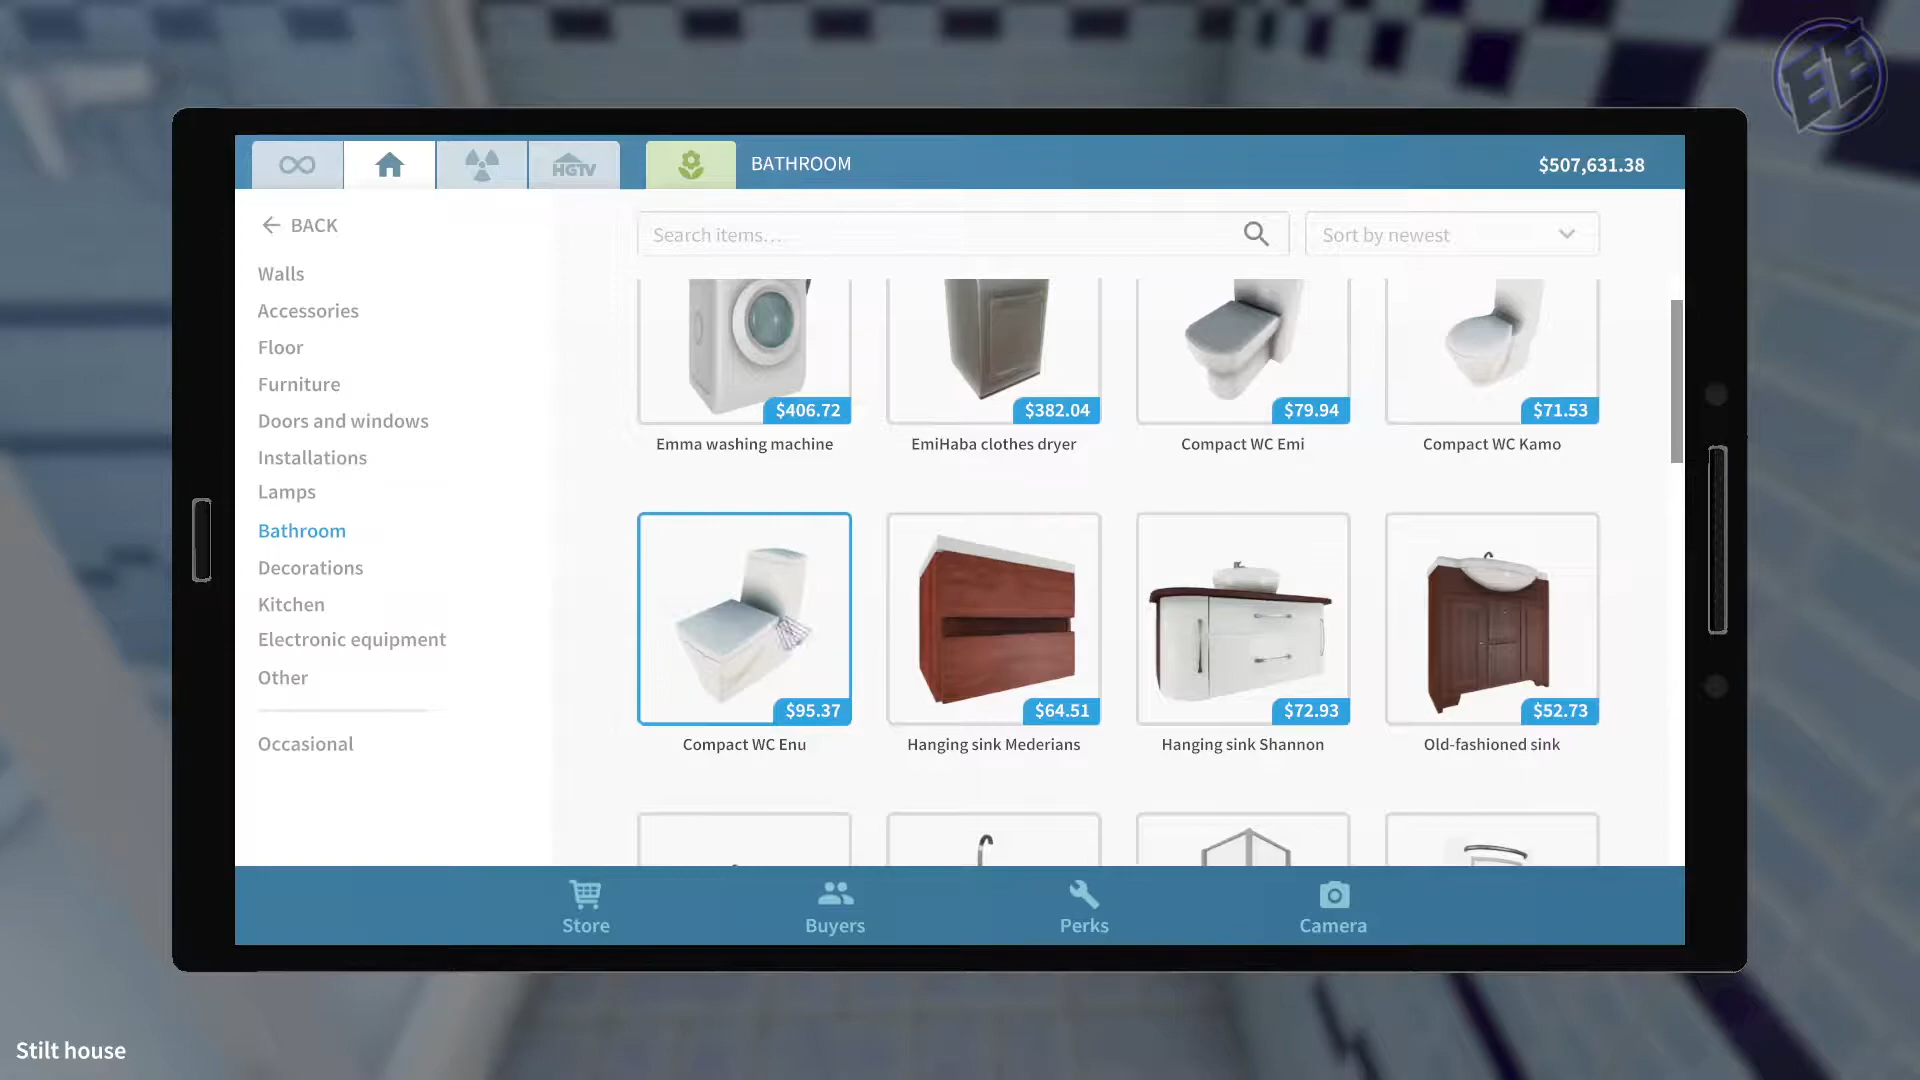 EE
HGTV
BATHROOM
$507,631.38
BACK
Search items...
Sort by newest
Walls
Accessories
Floor
Furniture
Doors and windows
Installations
Lamps
Bathroom
Decorations
Kitchen
Electronic equipment
Other
Occasional
$406.72
$382.04
$79.94
$71.53
Emma washing machine
EmiHaba clothes dryer
Compact WC Emi
Compact WC Kamo
$95.37
$64.51
$72.93
$52.73
Compact WC Enu
Hanging sink Mederians
Hanging sink Shannon
Old-fashioned sink
Store
Buyers
Perks
Camera
Stilt house